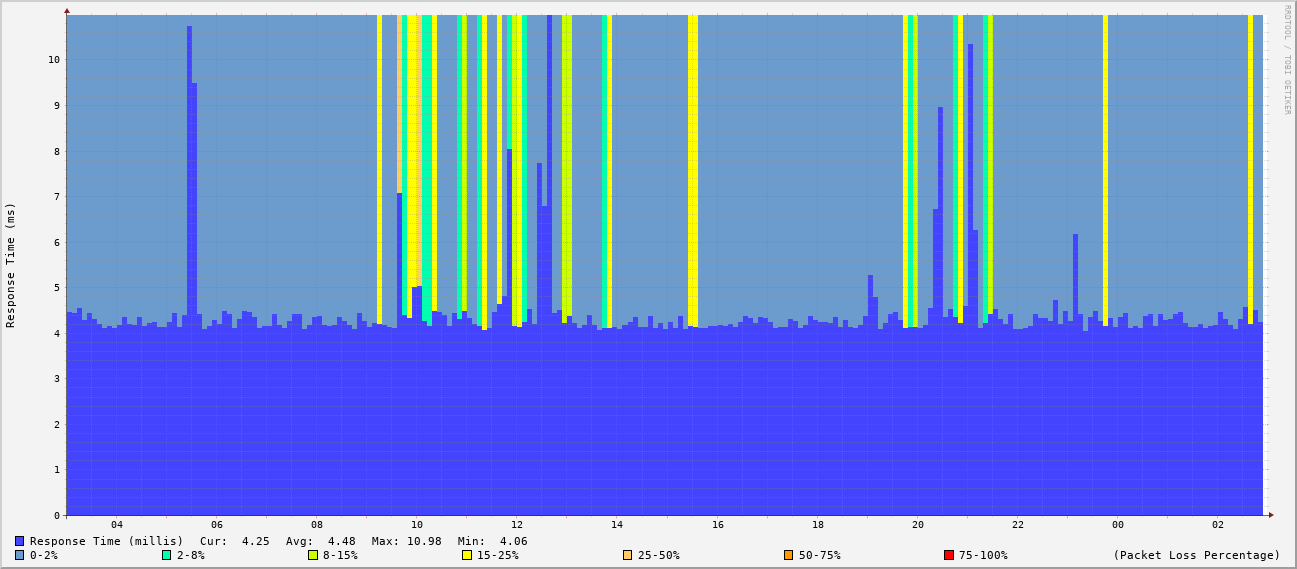 RRDTOOL / TOBI OETIKER
Response Time (ms)
10
9
8
7
6
5
4
3
2
1
0
04 06 08 10 12 14 16 18 20 22 00 02
Response Time (millis) Cur: 4.25 Avg: 4.48 Max: 10.98 Min: 4.06
0-2% 2-8% 8-15% 15-25% 25-50% 50-75% 75-100% (Packet Loss Percentage)